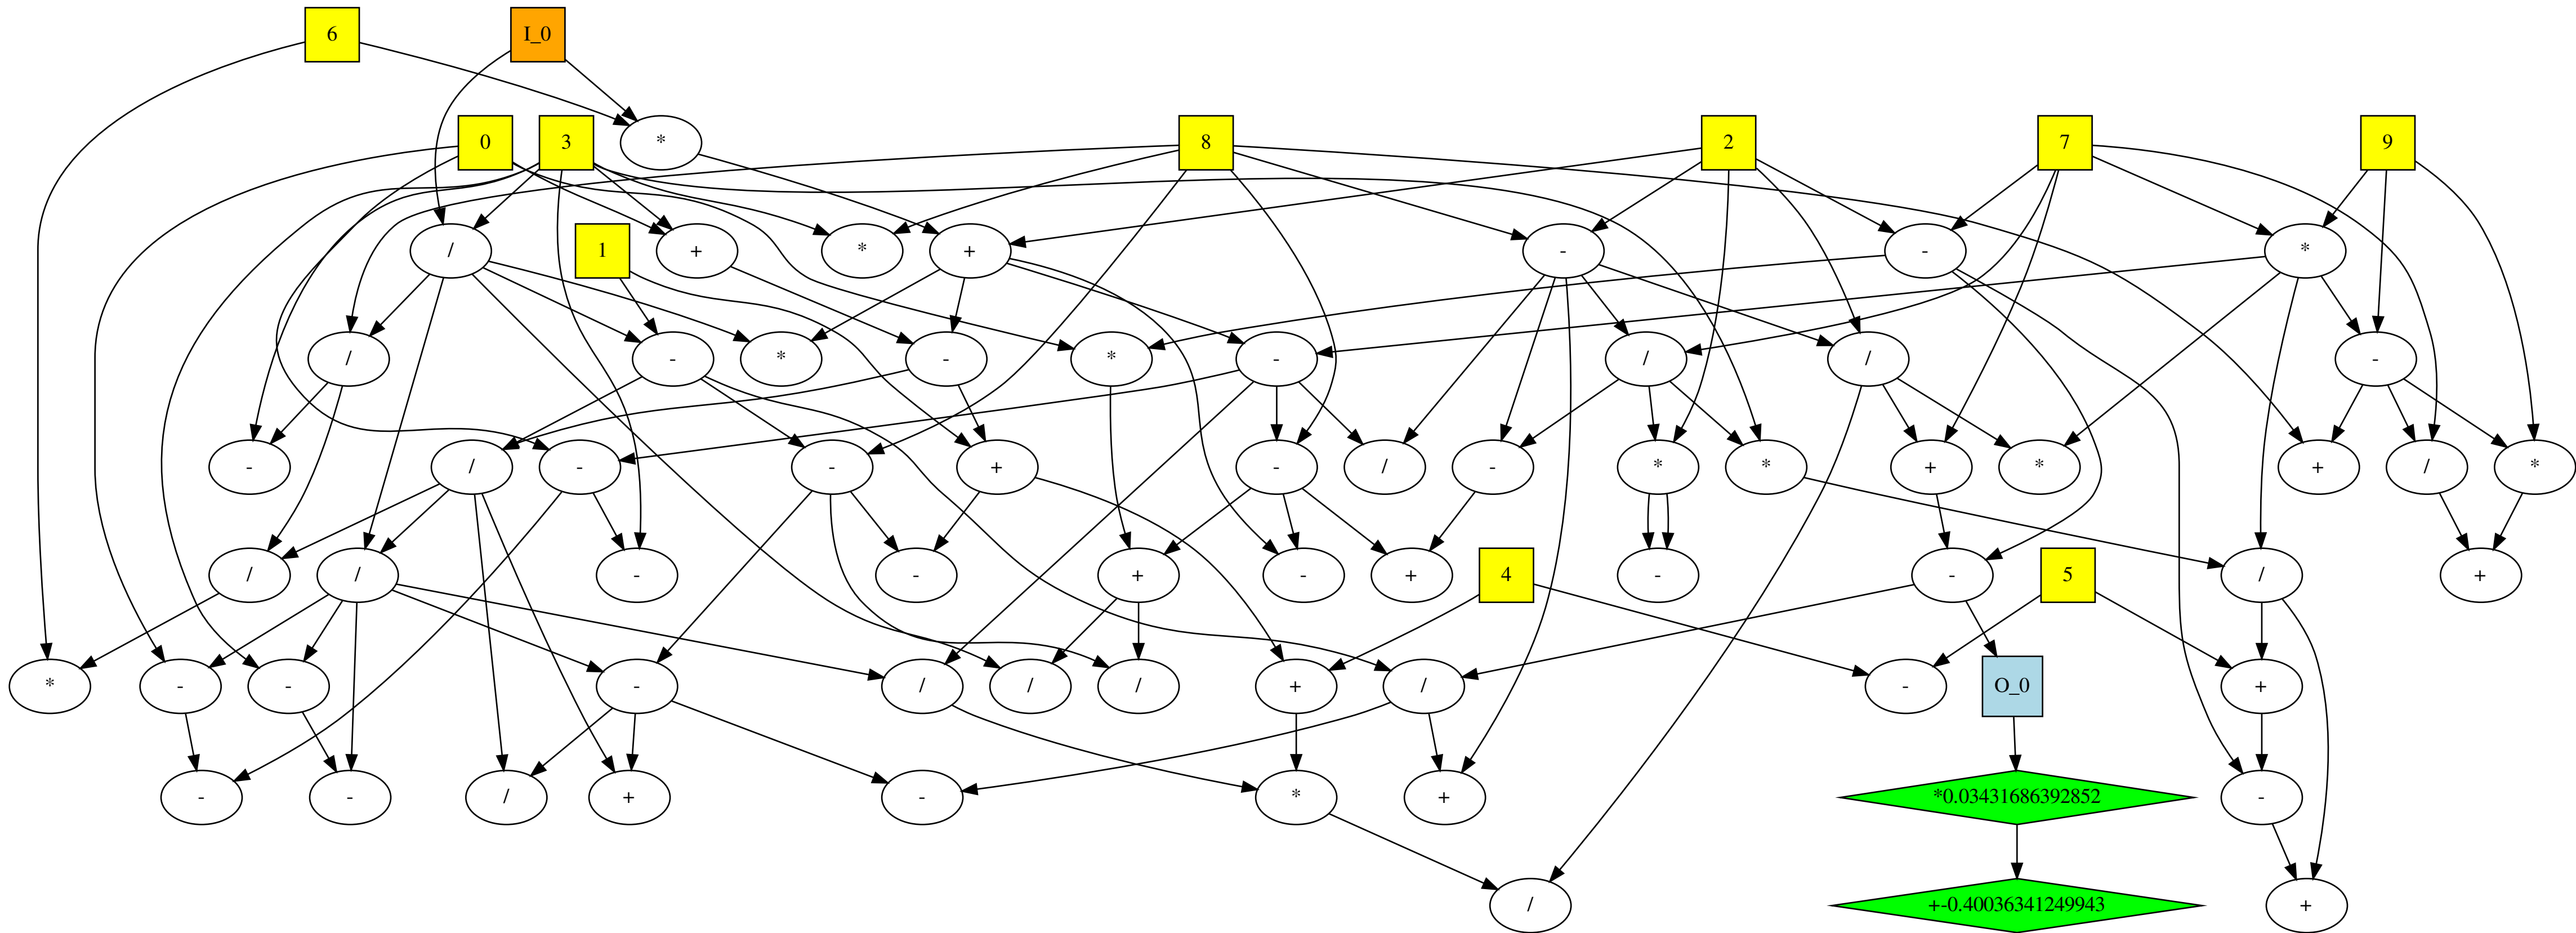 6 I_0
0 3 * 8 2 7 9
/ 1 + * + - - *
/ - * - * - / / -
- / - - + - / - * * + * + / *
/ / - - + - + 4 - - 5 / +
* - - - / / / + / - O_0 +
- - / + - * + *0.03431686392852 -
/ +-0.40036341249943 +